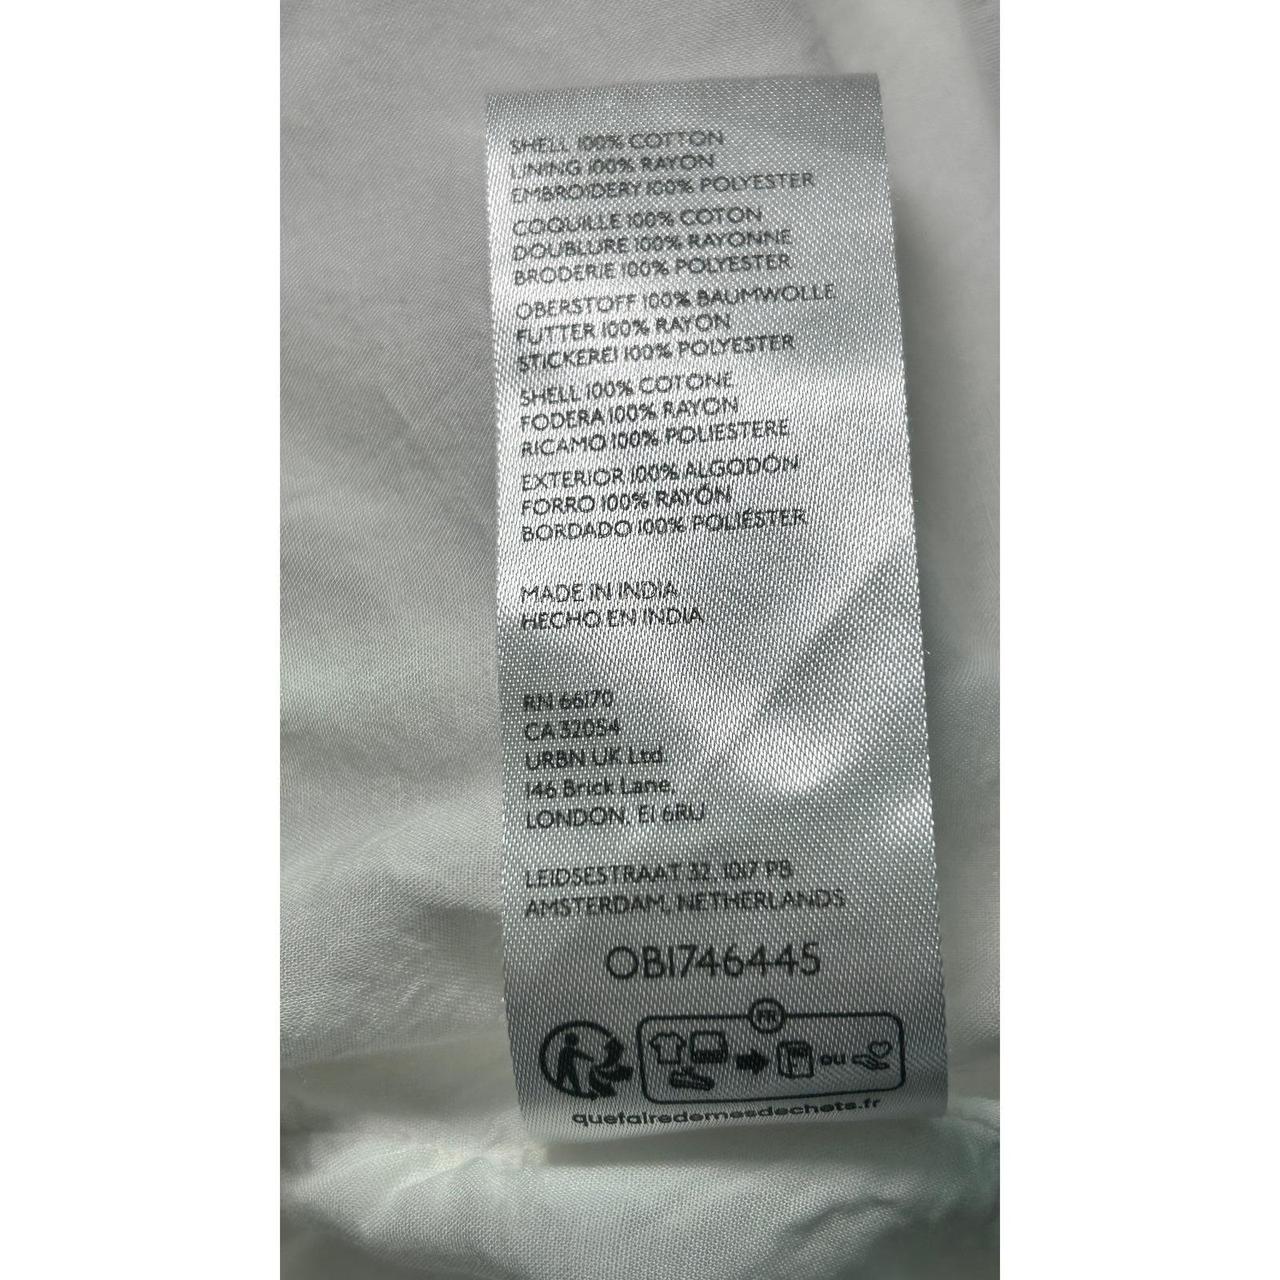 SHELL 100% COTTON
LINING 100% RAYON
EMBROIDERY 100% POLYESTER
COQUILLE 100% COTON
DOUBLURE 100% RAYONNE
BRODERIE 100% POLYESTER
OBERSTOFF 100% BAUMWOLLE
FUTTER 100% RAYON
STICKEREI 100% POLYESTER
SHELL 100% COTONE
FODERA 100% RAYON
RICAMO 100% POLIESTERE
EXTERIOR 100% ALGODÓN
FORRO 100% RAYÓN
BORDADO 100% POLIÉSTER
MADE IN INDIA
HECHO EN INDIA
RN 66170
CA 32054
URBN UK Ltd.
146 Brick Lane,
LONDON, E1 6RU
LEIDSESTRAAT 32, 1017 PB
AMSTERDAM, NETHERLANDS
OB1746445
FR
ou
quefairedemesdechets.fr